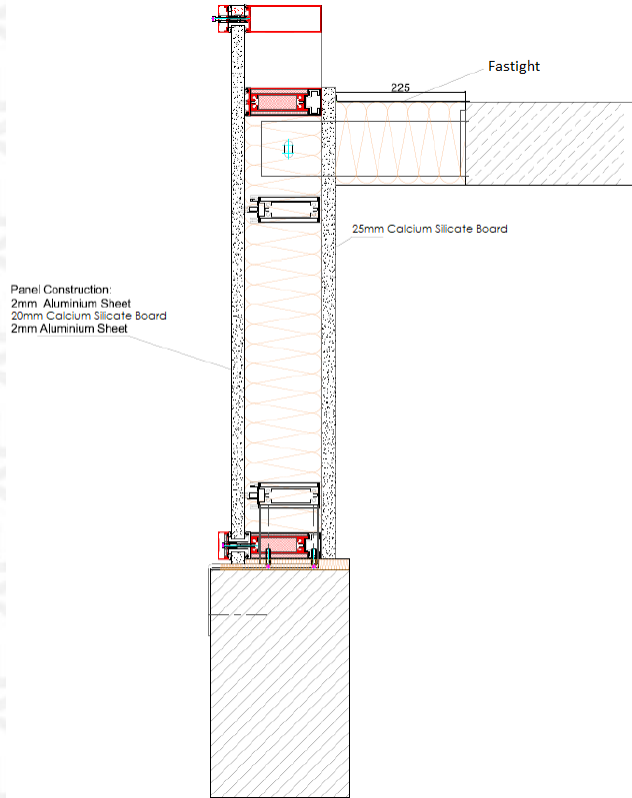 Fastight
225
25mm Calcium Silicate Board
Panel Construction:
2mm Aluminium Sheet
20mm Calcium Silicate Board
2mm Aluminium Sheet